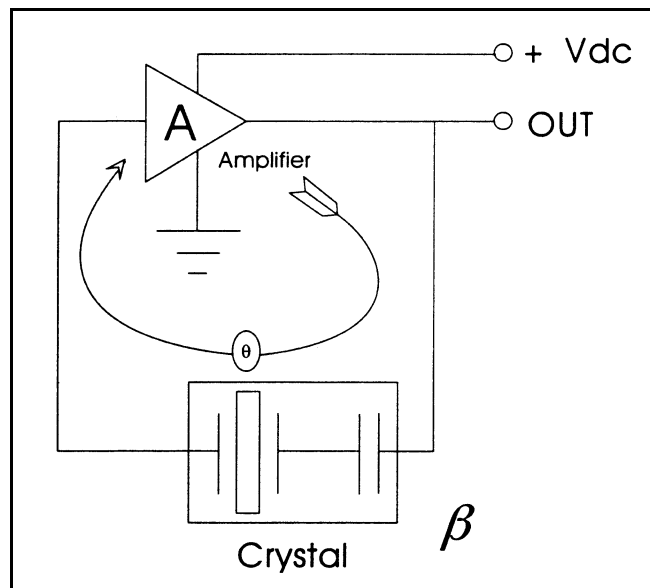 + Vdc
A
OUT
Amplifier
θ
β
Crystal